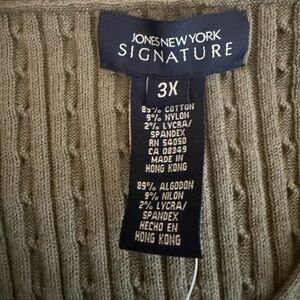 JONES NEW YORK
SIGNATURE
3X
89% COTTON
9% NYLON
2% LYCRA/
SPANDEX
RN 54050
CA 08349
MADE IN
HONG KONG
89% ALGODON
9% NILON
2% LYCRA/
SPANDEX
HECHO EN
HONG KONG